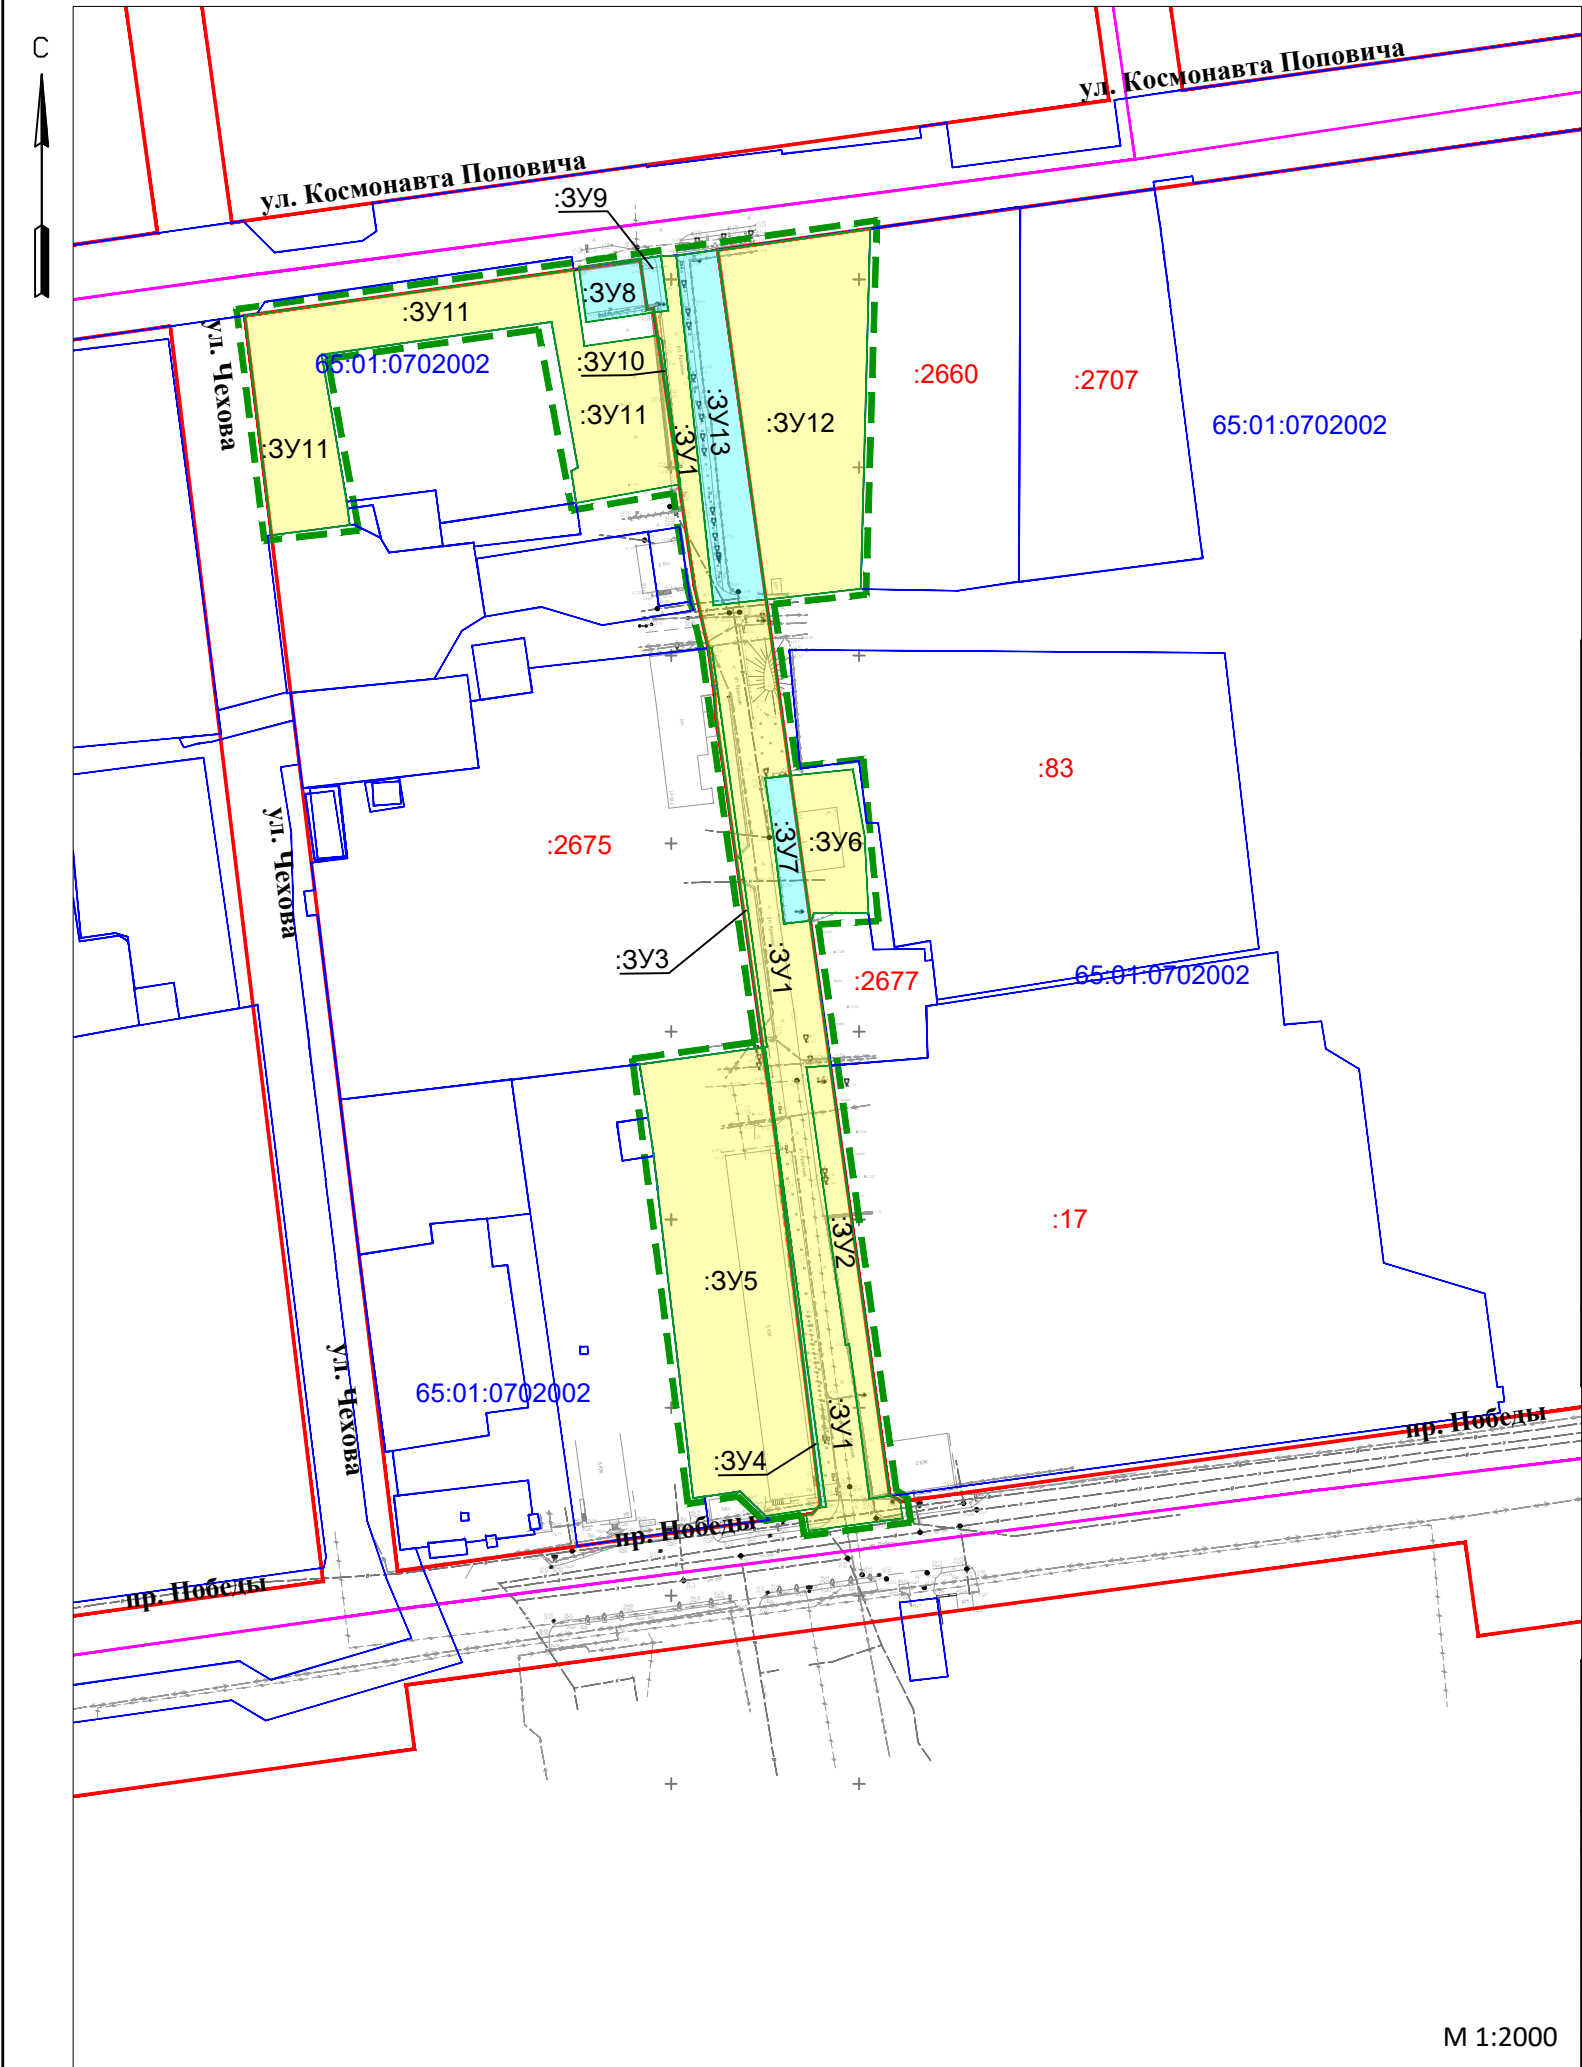 С
ул. Космонавта Поповича
ул. Космонавта Поповича
:ЗУ9
:ЗУ8
:ЗУ11
ул. Чехова
65:01:0702002
:ЗУ10
:2660
:2707
:ЗУ13
:ЗУ11
:ЗУ12
65:01:0702002
:ЗУ1
:ЗУ11
:83
ул. Чехова
:2675
:ЗУ7
:ЗУ6
:ЗУ3
:ЗУ1
:2677
65:01:0702002
:17
:ЗУ2
:ЗУ5
ул. Чехова
65:01:0702002
:ЗУ1
пр. Победы
:ЗУ4
пр. Победы
пр. Победы
М 1:2000